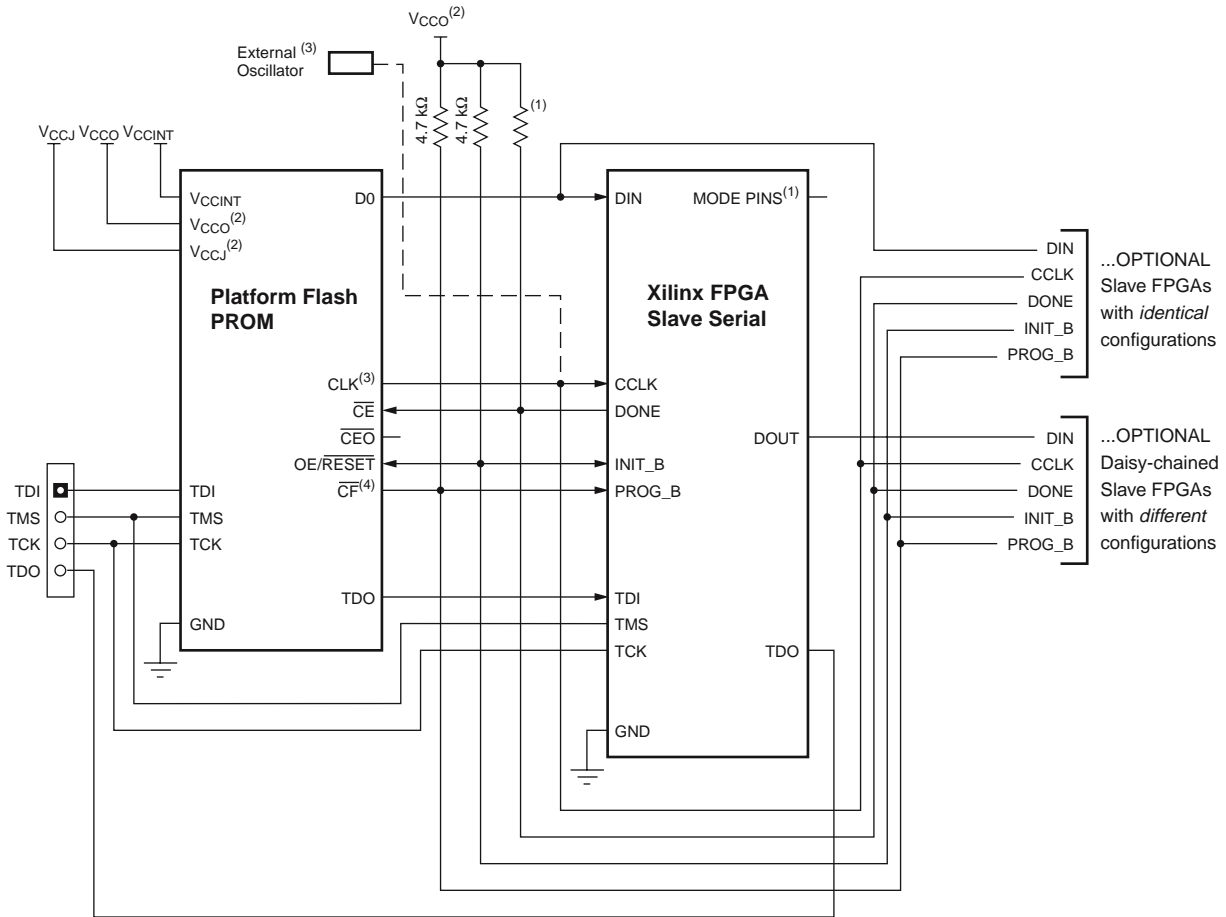 VCCO(2)
External (3)
Oscillator
4.7 kΩ
4.7 kΩ
(1)
VCCJ VCCO VCCINT
VCCINT
VCCO(2)
VCCJ(2)
D0
Platform Flash
PROM
CLK(3)
CE
CEO
OE/RESET
CF(4)
TDI
TMS
TCK
TDO
GND
TDI
TMS
TCK
TDO
DIN
MODE PINS(1)
Xilinx FPGA
Slave Serial
CCLK
DONE
DOUT
INIT_B
PROG_B
TDI
TMS
TCK
TDO
GND
DIN
CCLK
DONE
INIT_B
PROG_B
...OPTIONAL
Slave FPGAs
with identical
configurations
DIN
CCLK
DONE
INIT_B
PROG_B
...OPTIONAL
Daisy-chained
Slave FPGAs
with different
configurations